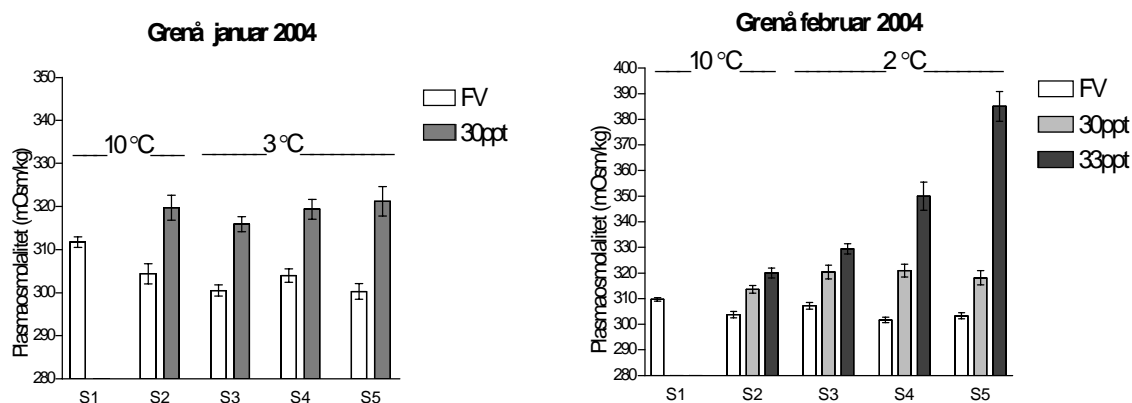 Grenå januar 2004
10 °C
3 °C
FV
30ppt
Plasmaosmolalitet (mOsm/kg)
350
340
330
320
310
300
290
280
S1
S2
S3
S4
S5
Grenå februar 2004
10 °C
2 °C
FV
30ppt
33ppt
Plasmaosmolalitet (mOsm/kg)
400
390
380
370
360
350
340
330
320
310
300
290
280
S1
S2
S3
S4
S5